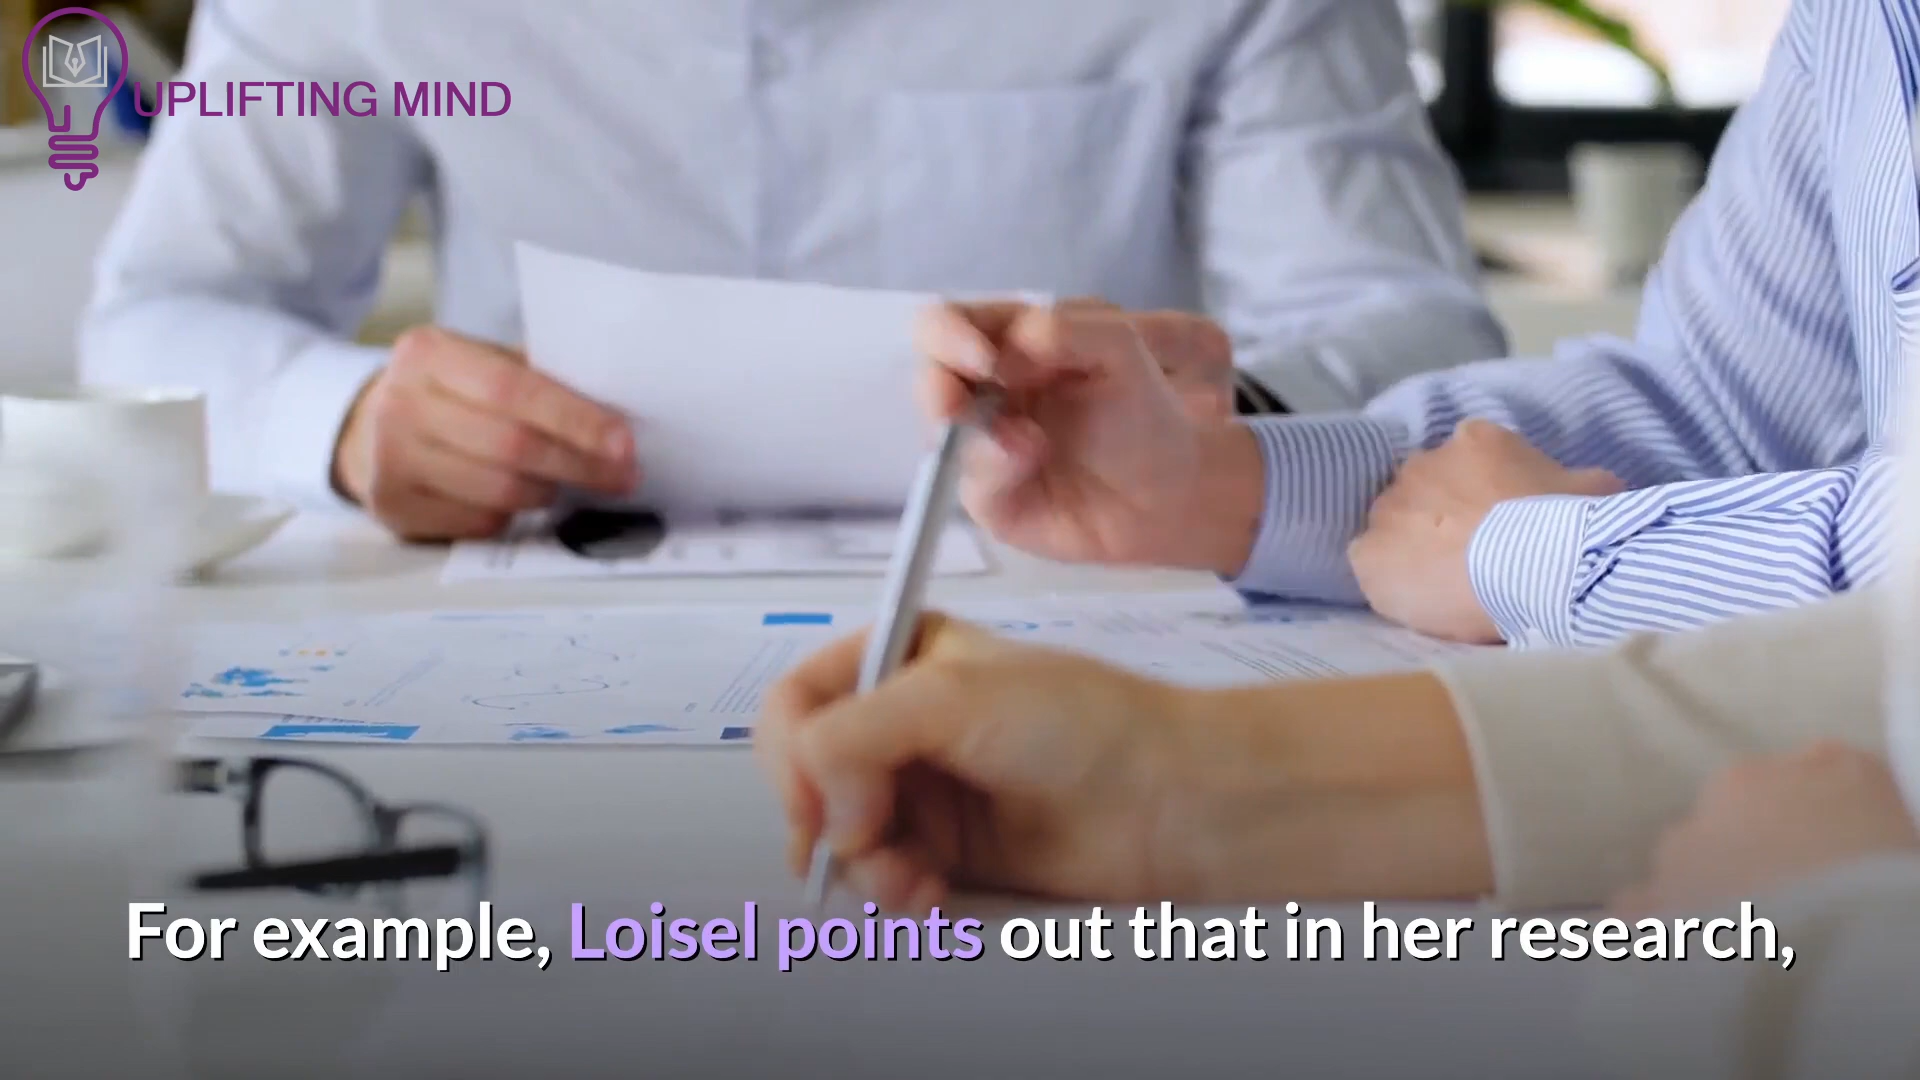 UPLIFTING MIND
For example, Loisel points out that in her research,